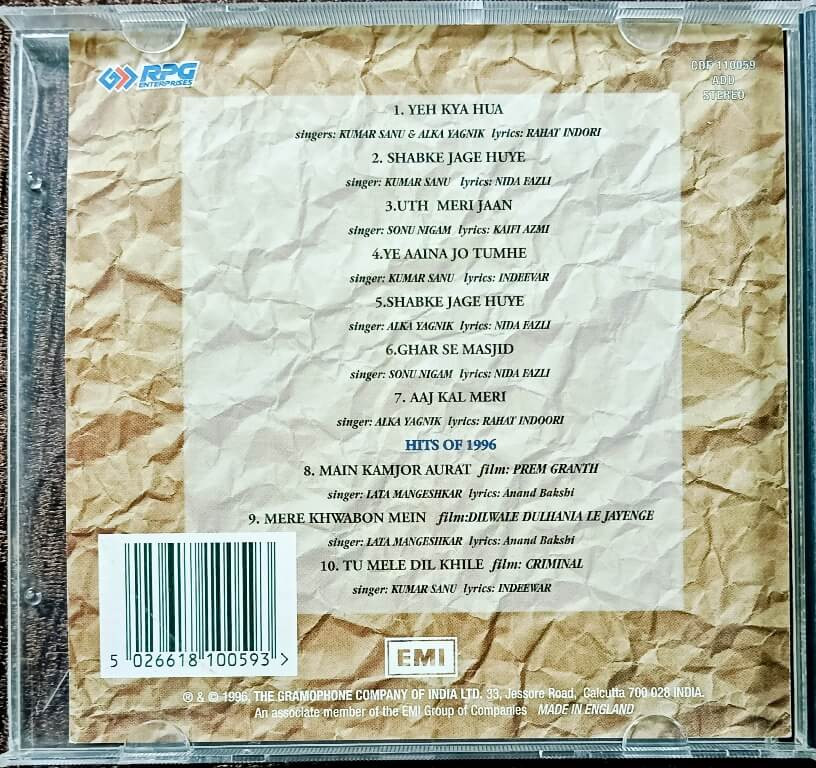 RPG
ENTERPRISES
CDF 110059
ADD
STEREO
1. YEH KYA HUA
singers: KUMAR SANU & ALKA YAGNIK lyrics: RAHAT INDORI
2. SHABKE JAGE HUYE
singer: KUMAR SANU lyrics: NIDA FAZLI
3.UTH MERI JAAN
singer: SONU NIGAM lyrics: KAIFI AZMI
4.YE AAINA JO TUMHE
singer: KUMAR SANU lyrics: INDEEVAR
5.SHABKE JAGE HUYE
singer: ALKA YAGNIK lyrics: NIDA FAZLI
6.GHAR SE MASJID
singer: SONU NIGAM lyrics: NIDA FAZLI
7. AAJ KAL MERI
singer: ALKA YAGNIK lyrics: RAHAT INDOORI
HITS OF 1996
8. MAIN KAMJOR AURAT film: PREM GRANTH
singer: LATA MANGESHKAR lyrics: Anand Bakshi
9. MERE KHWABON MEIN film:DILWALE DULHANIA LE JAYENGE
singer: LATA MANGESHKAR lyrics: Anand Bakshi
10. TU MELE DIL KHILE film: CRIMINAL
singer: KUMAR SANU lyrics: INDEEWAR
5 026618 100593 >
EMI
℗ & © 1996, THE GRAMOPHONE COMPANY OF INDIA LTD. 33, Jessore Road, Calcutta 700 028 INDIA.
An associate member of the EMI Group of Companies MADE IN ENGLAND